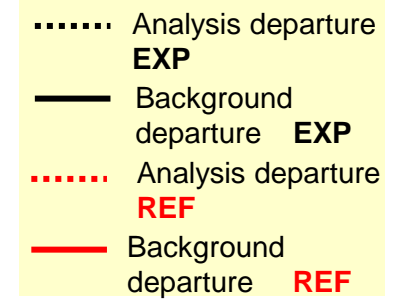 Analysis departure
EXP
Background
departure EXP
Analysis departure
REF
Background
departure REF